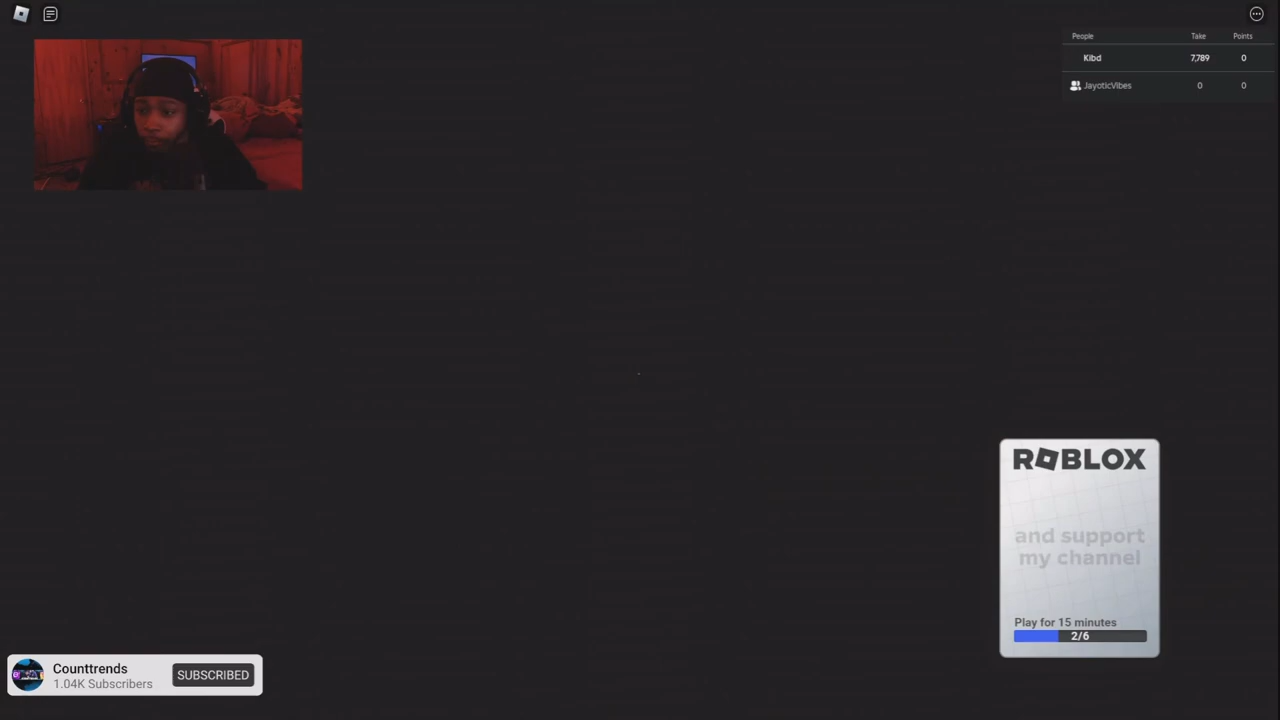 People Take Points
Kibd 7,789 0
JayoticVibes 0 0
ROBLOX
and support
my channel
Play for 15 minutes
2/6
Counttrends
1.04K Subscribers
SUBSCRIBED